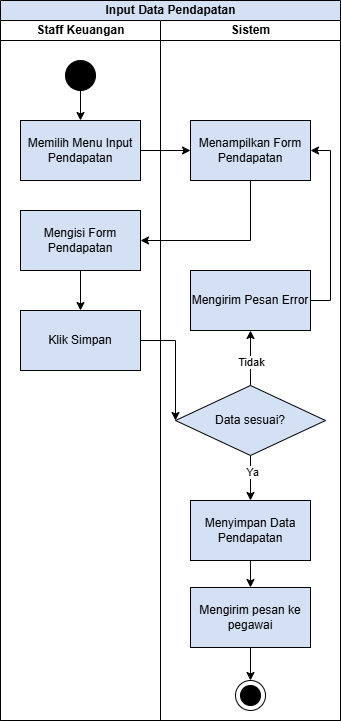 Input Data Pendapatan
Staff Keuangan
Sistem
Memilih Menu Input
Pendapatan
Menampilkan Form
Pendapatan
Mengisi Form
Pendapatan
Klik Simpan
Mengirim Pesan Error
Tidak
Data sesuai?
Ya
Menyimpan Data
Pendapatan
Mengirim pesan ke
pegawai